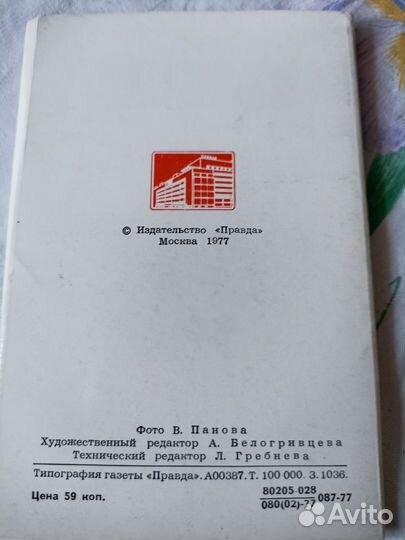 © Издательство «Правда»
Москва 1977
Фото В. Панова
Художественный редактор А. Белогривцева
Технический редактор Л. Гребнева
Типография газеты «Правда». А00387. Т. 100 000. З. 1036.
Цена 59 коп.
80205-028
080(02)-77
087-77
Avito